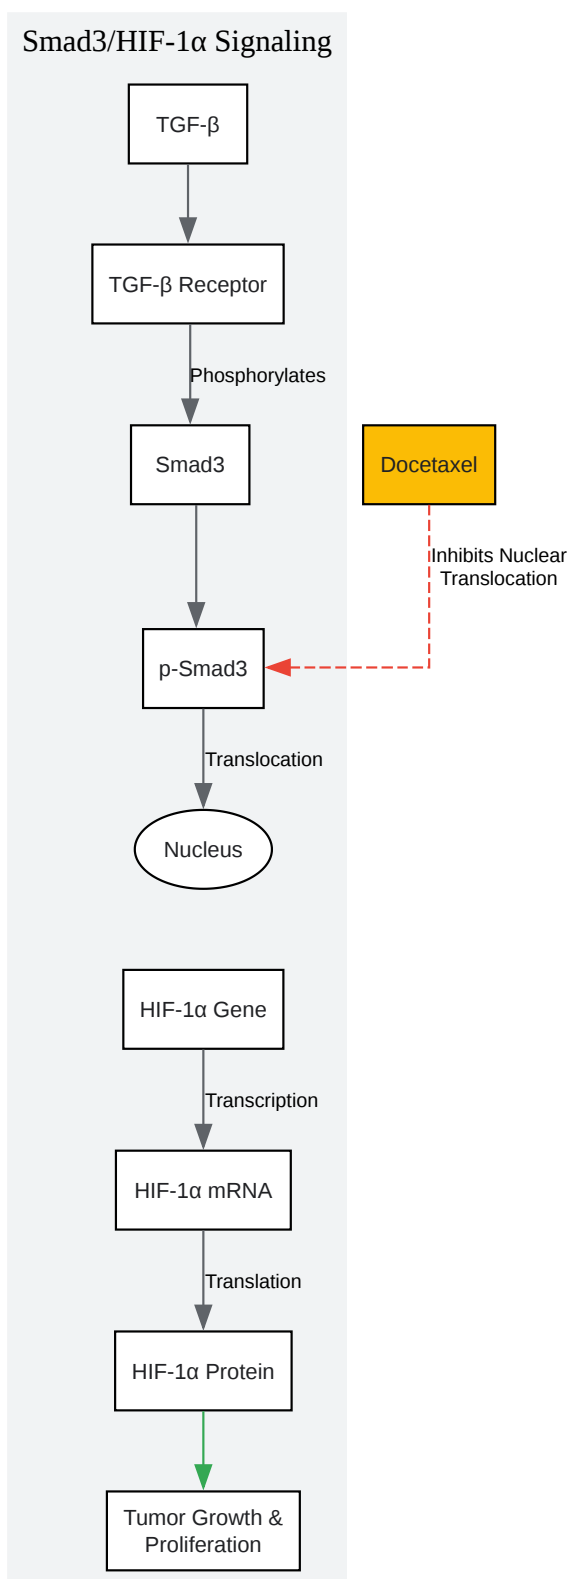 Smad3/HIF-1α Signaling
TGF-β
TGF-β Receptor
Phosphorylates
Smad3
Docetaxel
Inhibits Nuclear
Translocation
p-Smad3
Translocation
Nucleus
HIF-1α Gene
Transcription
HIF-1α mRNA
Translation
HIF-1α Protein
Tumor Growth &
Proliferation